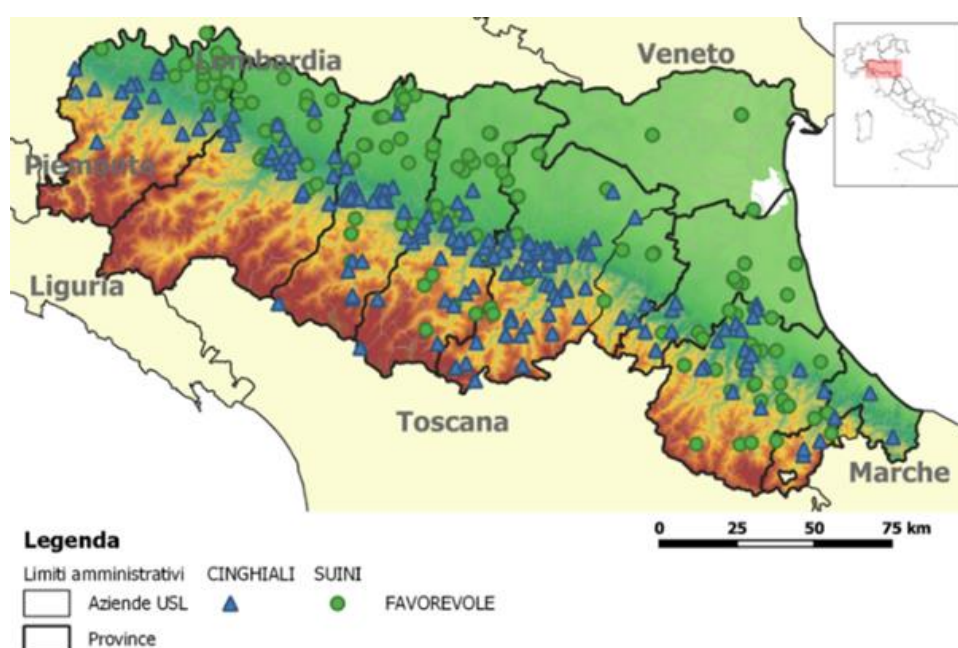 Lombardia
Veneto
Piemonte
Liguria
Toscana
Marche
0 25 50 75 km
Legenda
Limiti amministrativi CINGHIALI SUINI
Aziende USL FAVOREVOLE
Province